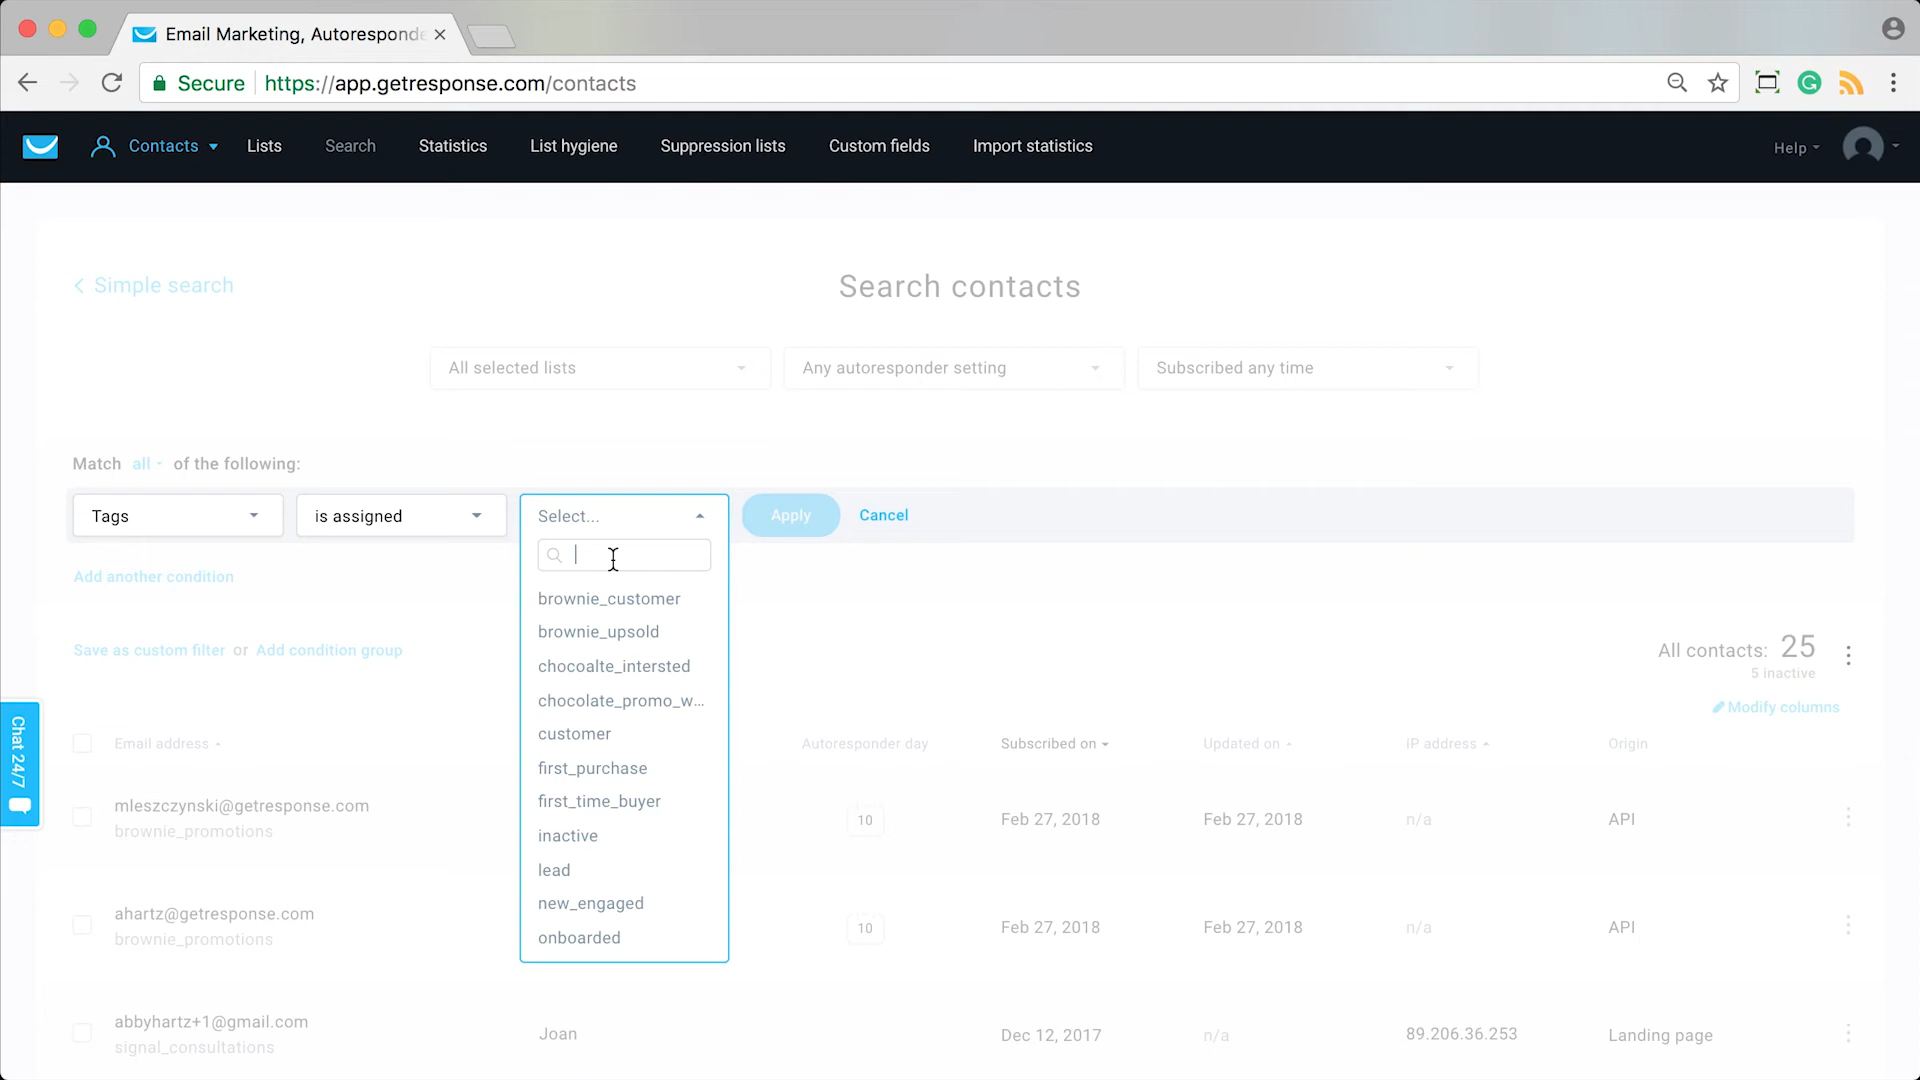 Email Marketing, Autoresponde
Secure https://app.getresponse.com/contacts
Contacts Lists Search Statistics List hygiene Suppression lists Custom fields Import statistics Help
Simple search
Search contacts
All selected lists Any autoresponder setting Subscribed any time
Match all of the following:
Tags is assigned Select... Apply Cancel
Add another condition
brownie_customer
brownie_upsold
chocoalte_intersted
chocolate_promo_w...
customer
first_purchase
first_time_buyer
inactive
lead
new_engaged
onboarded
Save as custom filter or Add condition group
All contacts: 25
5 inactive
Modify columns
Chat 24/7
Email address Autoresponder day Subscribed on Updated on IP address Origin
mleszczynski@getresponse.com 10 Feb 27, 2018 Feb 27, 2018 n/a API
brownie_promotions
ahartz@getresponse.com 10 Feb 27, 2018 Feb 27, 2018 n/a API
brownie_promotions
abbyhartz+1@gmail.com Joan Dec 12, 2017 n/a 89.206.36.253 Landing page
signal_consultations